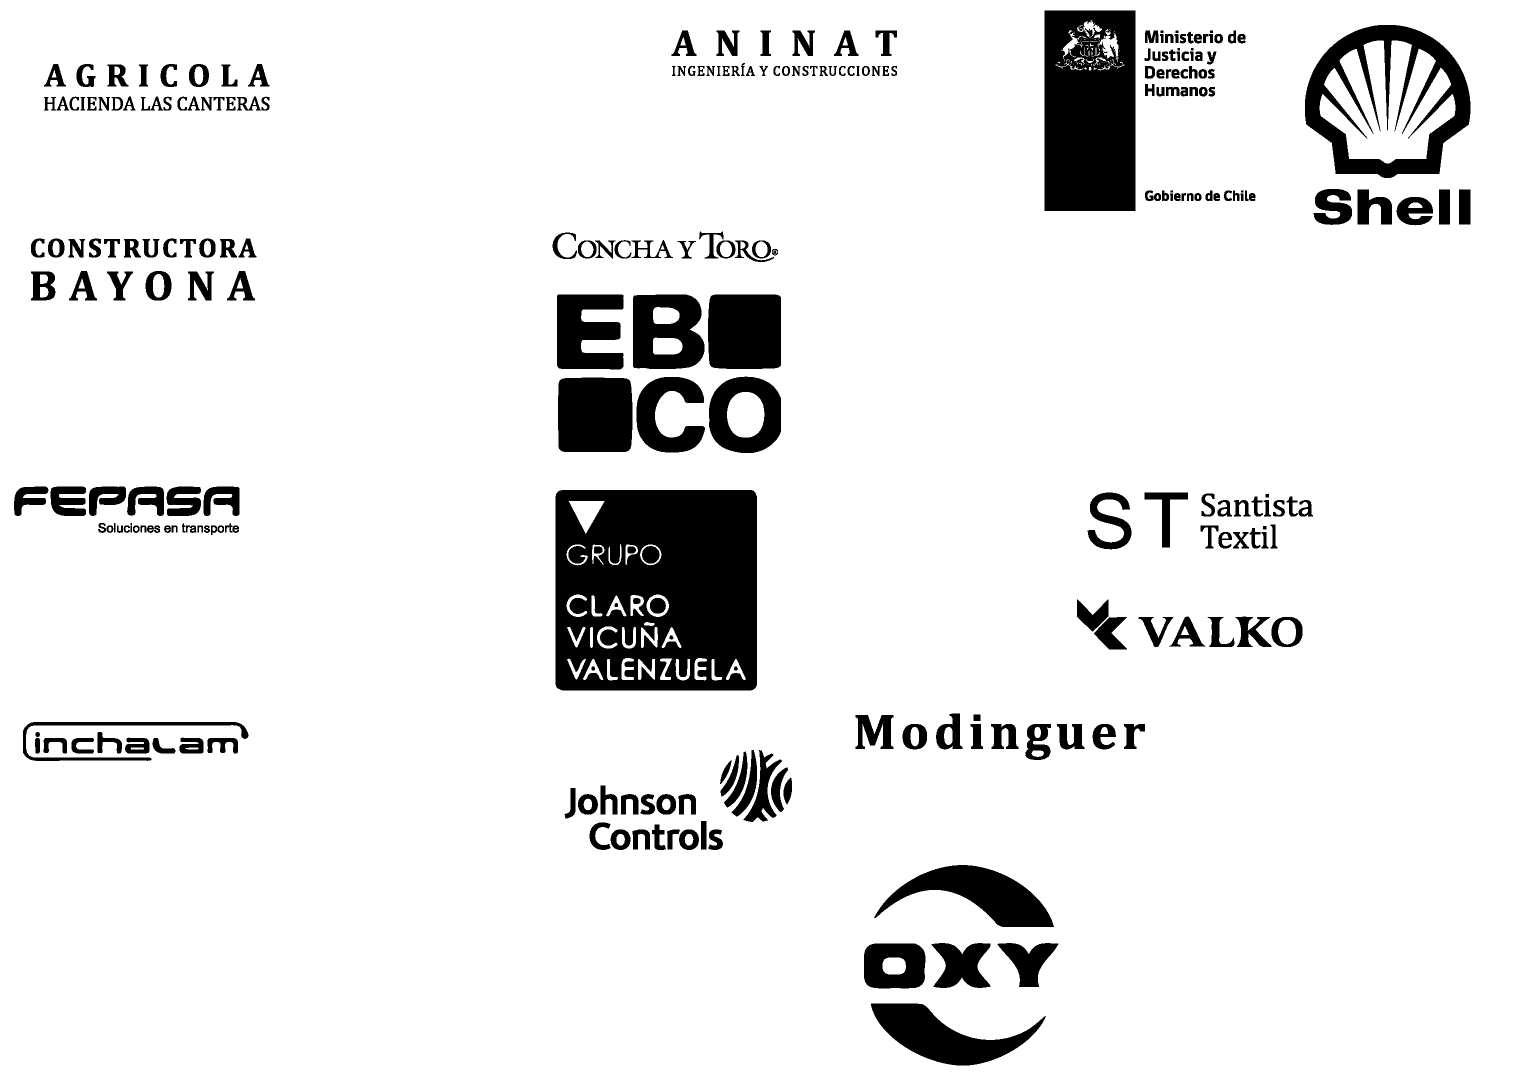 AGRICOLA
HACIENDA LAS CANTERAS
ANINAT
INGENIERÍA Y CONSTRUCCIONES
Ministerio de
Justicia y
Derechos
Humanos
Gobierno de Chile
Shell
CONSTRUCTORA
BAYONA
CONCHA Y TORO®
EB
CO
FEPASA
Soluciones en transporte
GRUPO
CLARO
VICUÑA
VALENZUELA
ST
Santista
Textil
VALKO
inchalam
Johnson
Controls
Modinguer
OXY